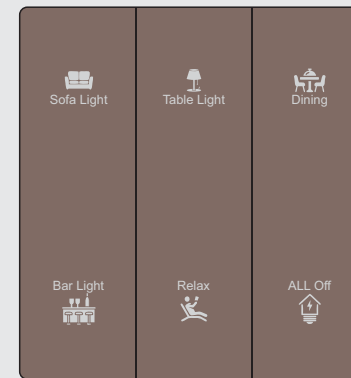 Sofa Light
Table Light
Dining
Bar Light
Relax
ALL Off